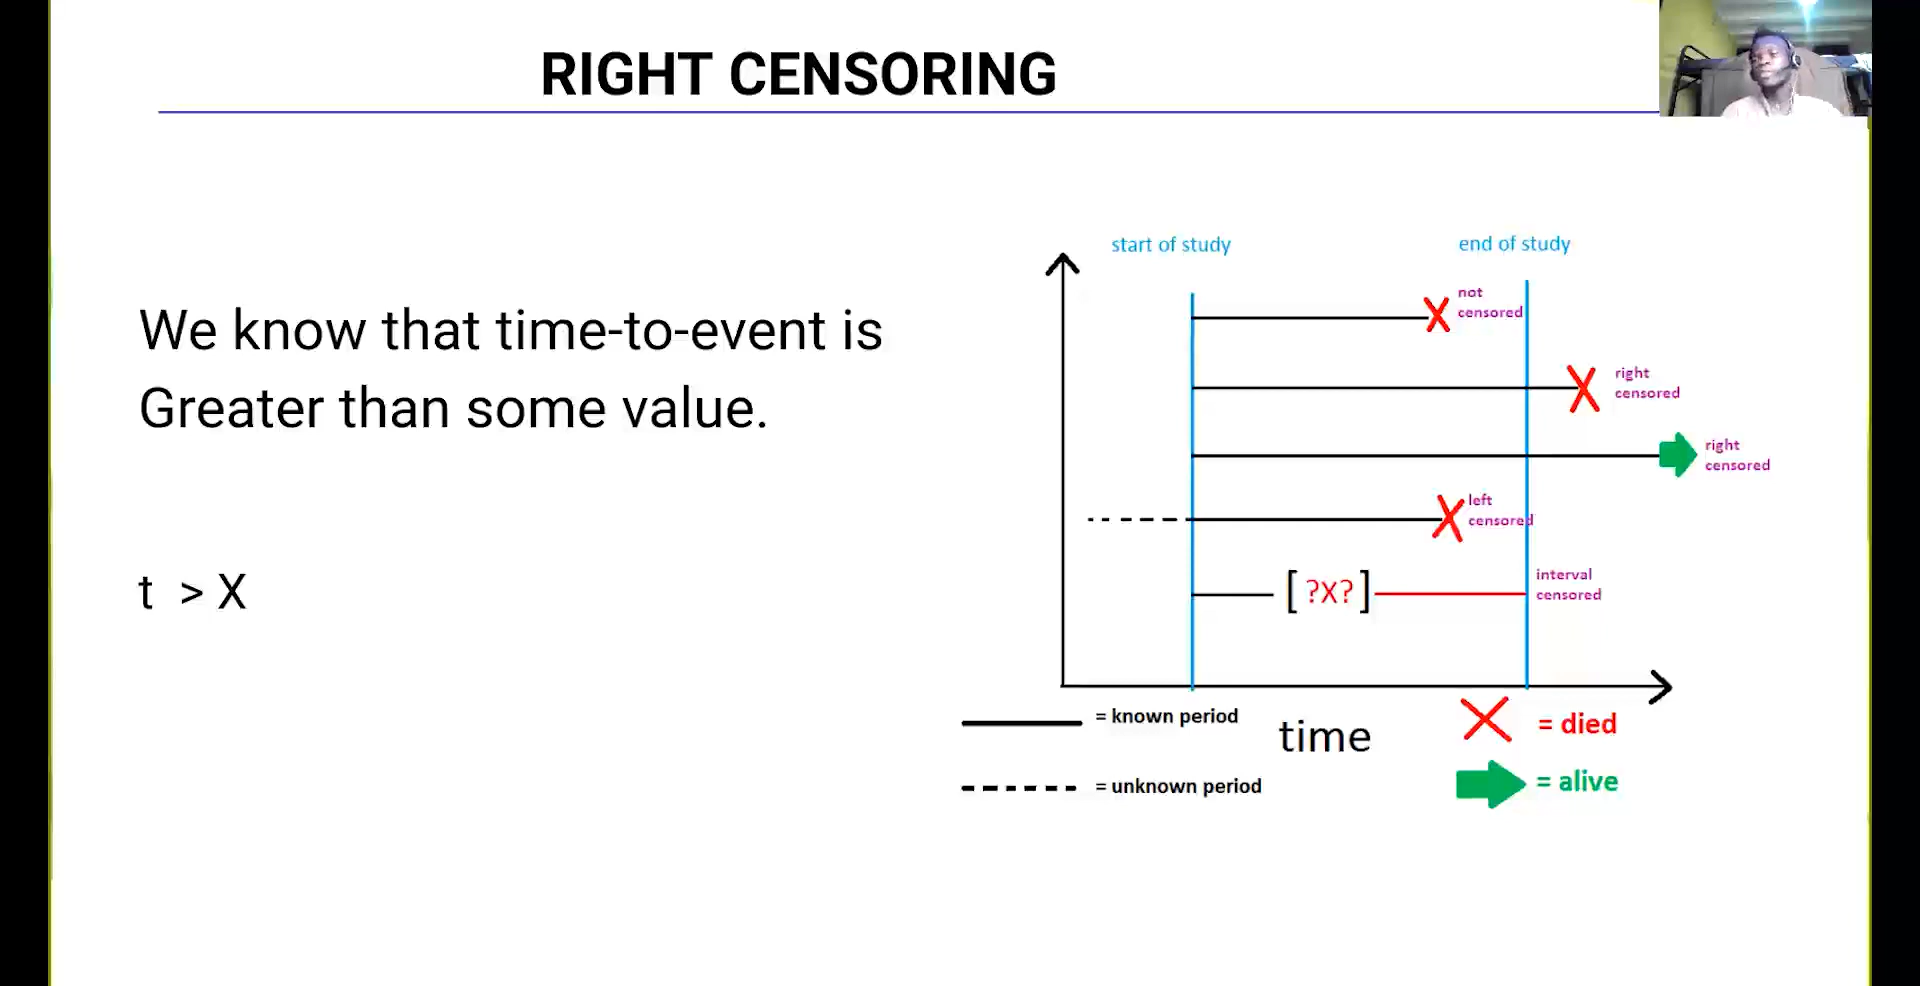 RIGHT CENSORING
We know that time-to-event is
Greater than some value.
t > X
start of study
end of study
not
censored
right
censored
right
censored
left
censored
[ ?X? ]
interval
censored
= known period
time
= died
= unknown period
= alive